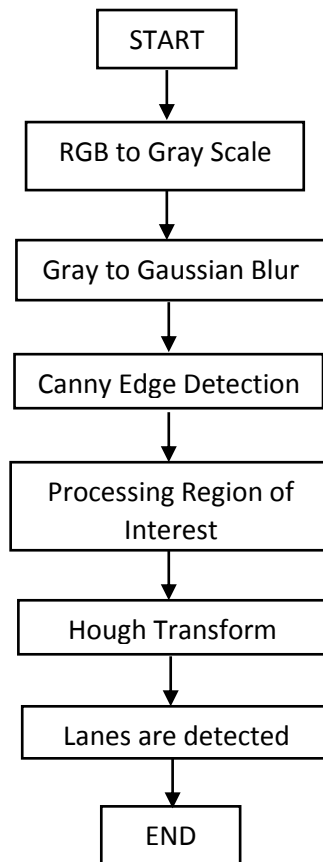 START
RGB to Gray Scale
Gray to Gaussian Blur
Canny Edge Detection
Processing Region of
Interest
Hough Transform
Lanes are detected
END